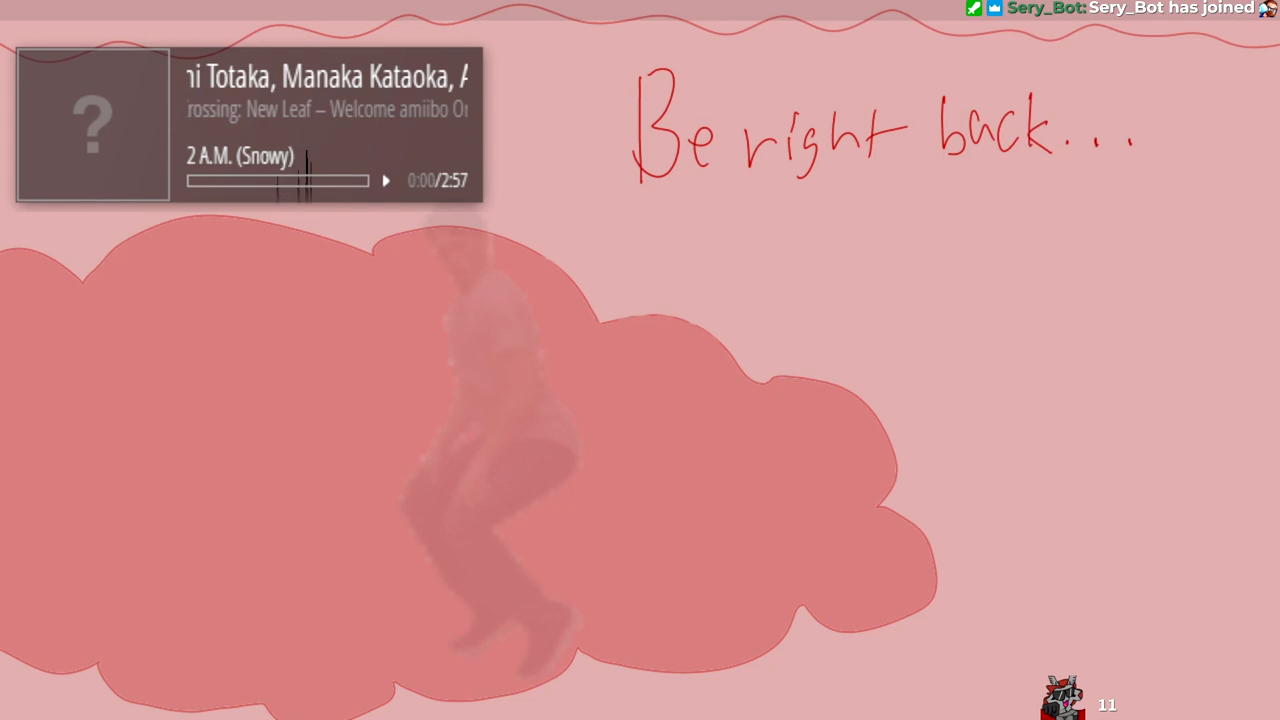 Sery_Bot: Sery_Bot has joined
ni Totaka, Manaka Kataoka, A
rossing: New Leaf – Welcome amiibo Or
2 A.M. (Snowy)
0:00/2:57
?
Be right back...
11